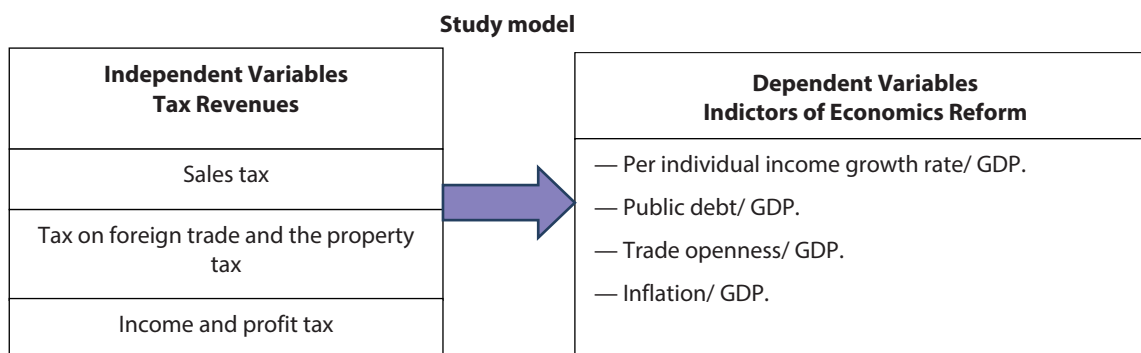 Study model
Independent Variables
Tax Revenues
Sales tax
Tax on foreign trade and the property
tax
Income and profit tax
Dependent Variables
Indictors of Economics Reform
— Per individual income growth rate/ GDP.
— Public debt/ GDP.
— Trade openness/ GDP.
— Inflation/ GDP.